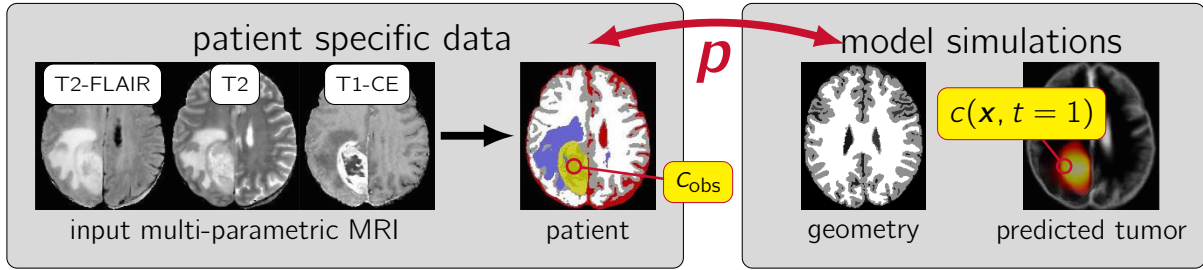 patient specific data
T2-FLAIR
T2
T1-CE
input multi-parametric MRI
patient
c_obs
p
model simulations
c(x, t = 1)
geometry
predicted tumor